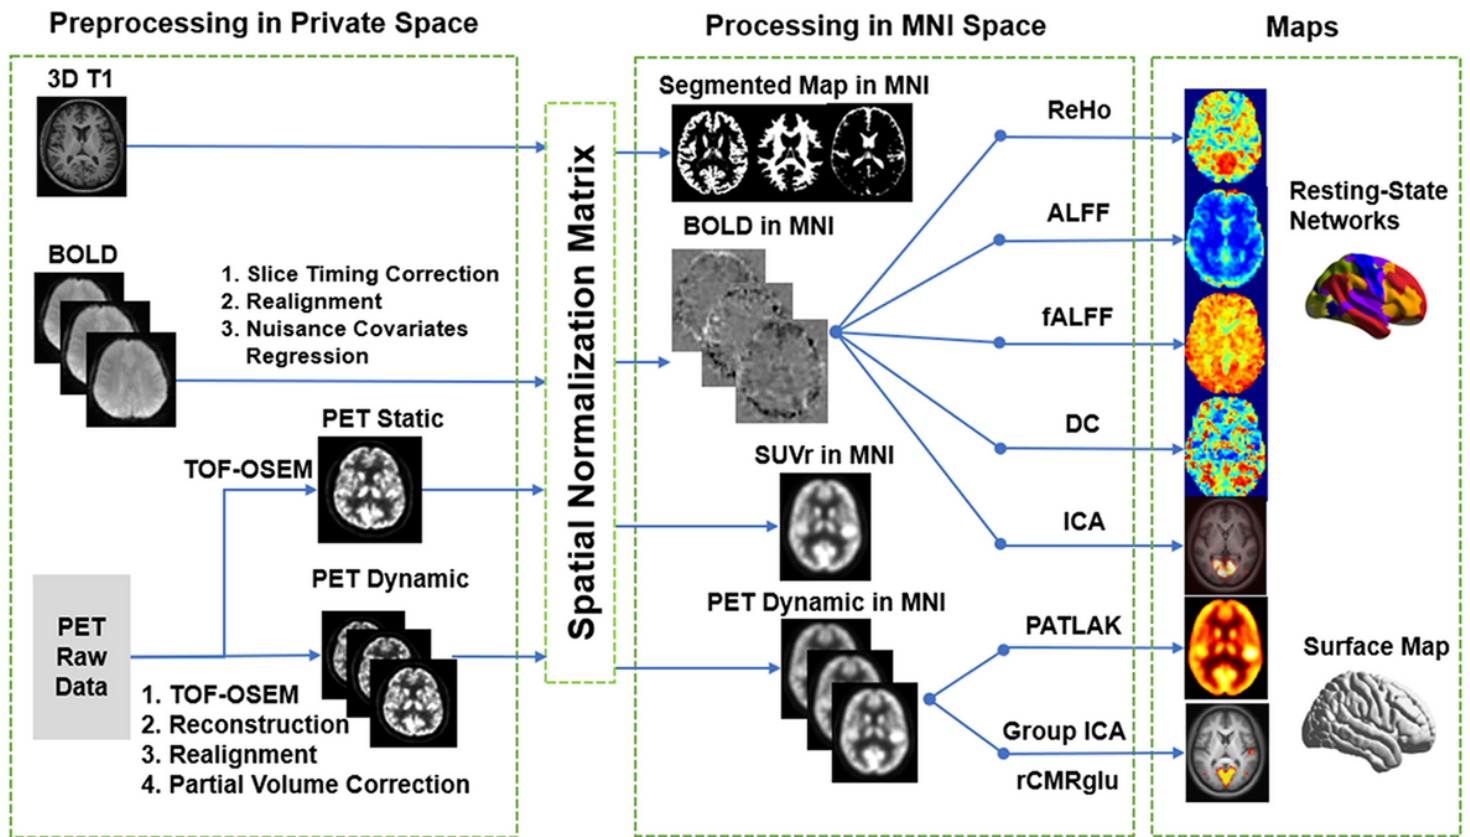 Preprocessing in Private Space
3D T1
BOLD
1. Slice Timing Correction
2. Realignment
3. Nuisance Covariates
Regression
PET Static
TOF-OSEM
PET Dynamic
PET
Raw
Data
1. TOF-OSEM
2. Reconstruction
3. Realignment
4. Partial Volume Correction
Spatial Normalization Matrix
Processing in MNI Space
Segmented Map in MNI
BOLD in MNI
SUVr in MNI
PET Dynamic in MNI
ReHo
ALFF
fALFF
DC
ICA
PATLAK
Group ICA
rCMRglu
Maps
Resting-State
Networks
Surface Map